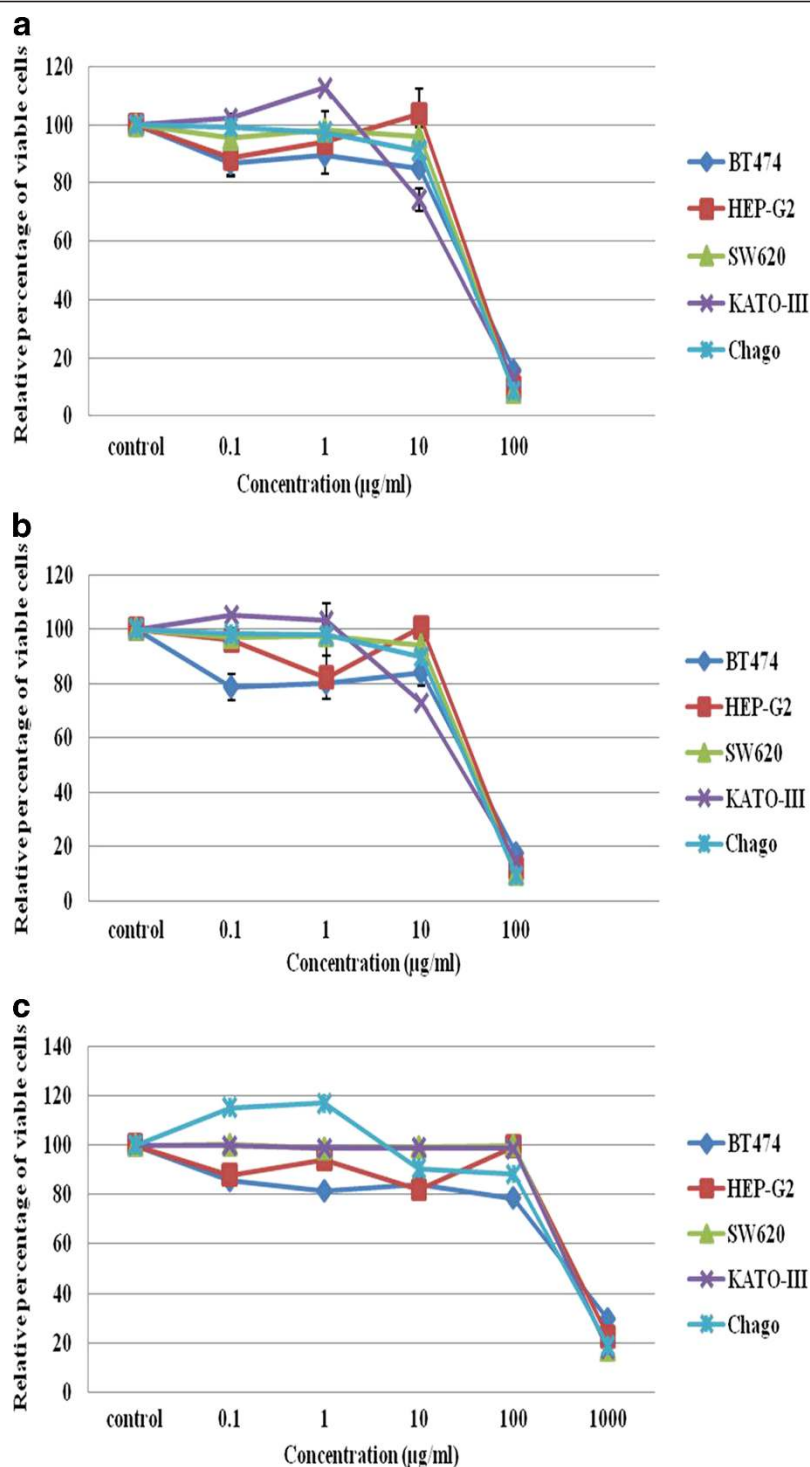 a
Relative percentage of viable cells
120
100
80
60
40
20
0
control 0.1 1 10 100
Concentration (µg/ml)
BT474
HEP-G2
SW620
KATO-III
Chago
b
Relative percentage of viable cells
120
100
80
60
40
20
0
control 0.1 1 10 100
Concentration (µg/ml)
BT474
HEP-G2
SW620
KATO-III
Chago
c
Relative percentage of viable cells
140
120
100
80
60
40
20
0
control 0.1 1 10 100 1000
Concentration (µg/ml)
BT474
HEP-G2
SW620
KATO-III
Chago